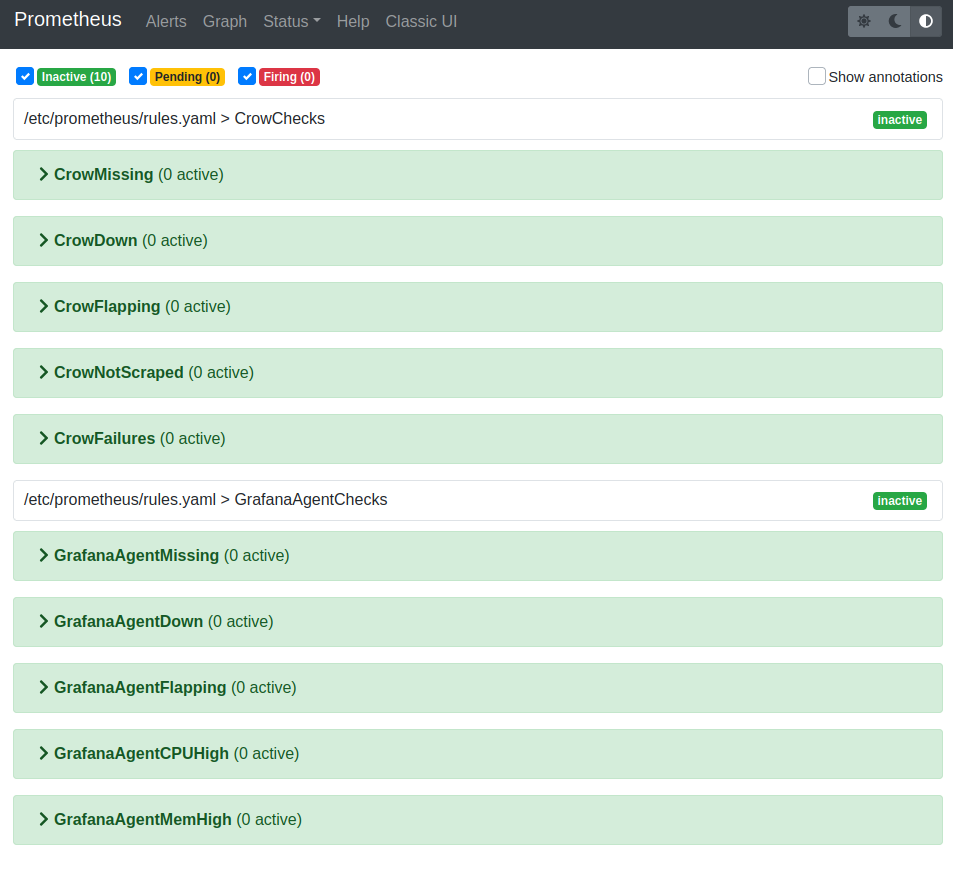 Prometheus Alerts Graph Status Help Classic UI
Inactive (10) Pending (0) Firing (0) Show annotations
/etc/prometheus/rules.yaml > CrowChecks inactive
CrowMissing (0 active)
CrowDown (0 active)
CrowFlapping (0 active)
CrowNotScraped (0 active)
CrowFailures (0 active)
/etc/prometheus/rules.yaml > GrafanaAgentChecks inactive
GrafanaAgentMissing (0 active)
GrafanaAgentDown (0 active)
GrafanaAgentFlapping (0 active)
GrafanaAgentCPUHigh (0 active)
GrafanaAgentMemHigh (0 active)